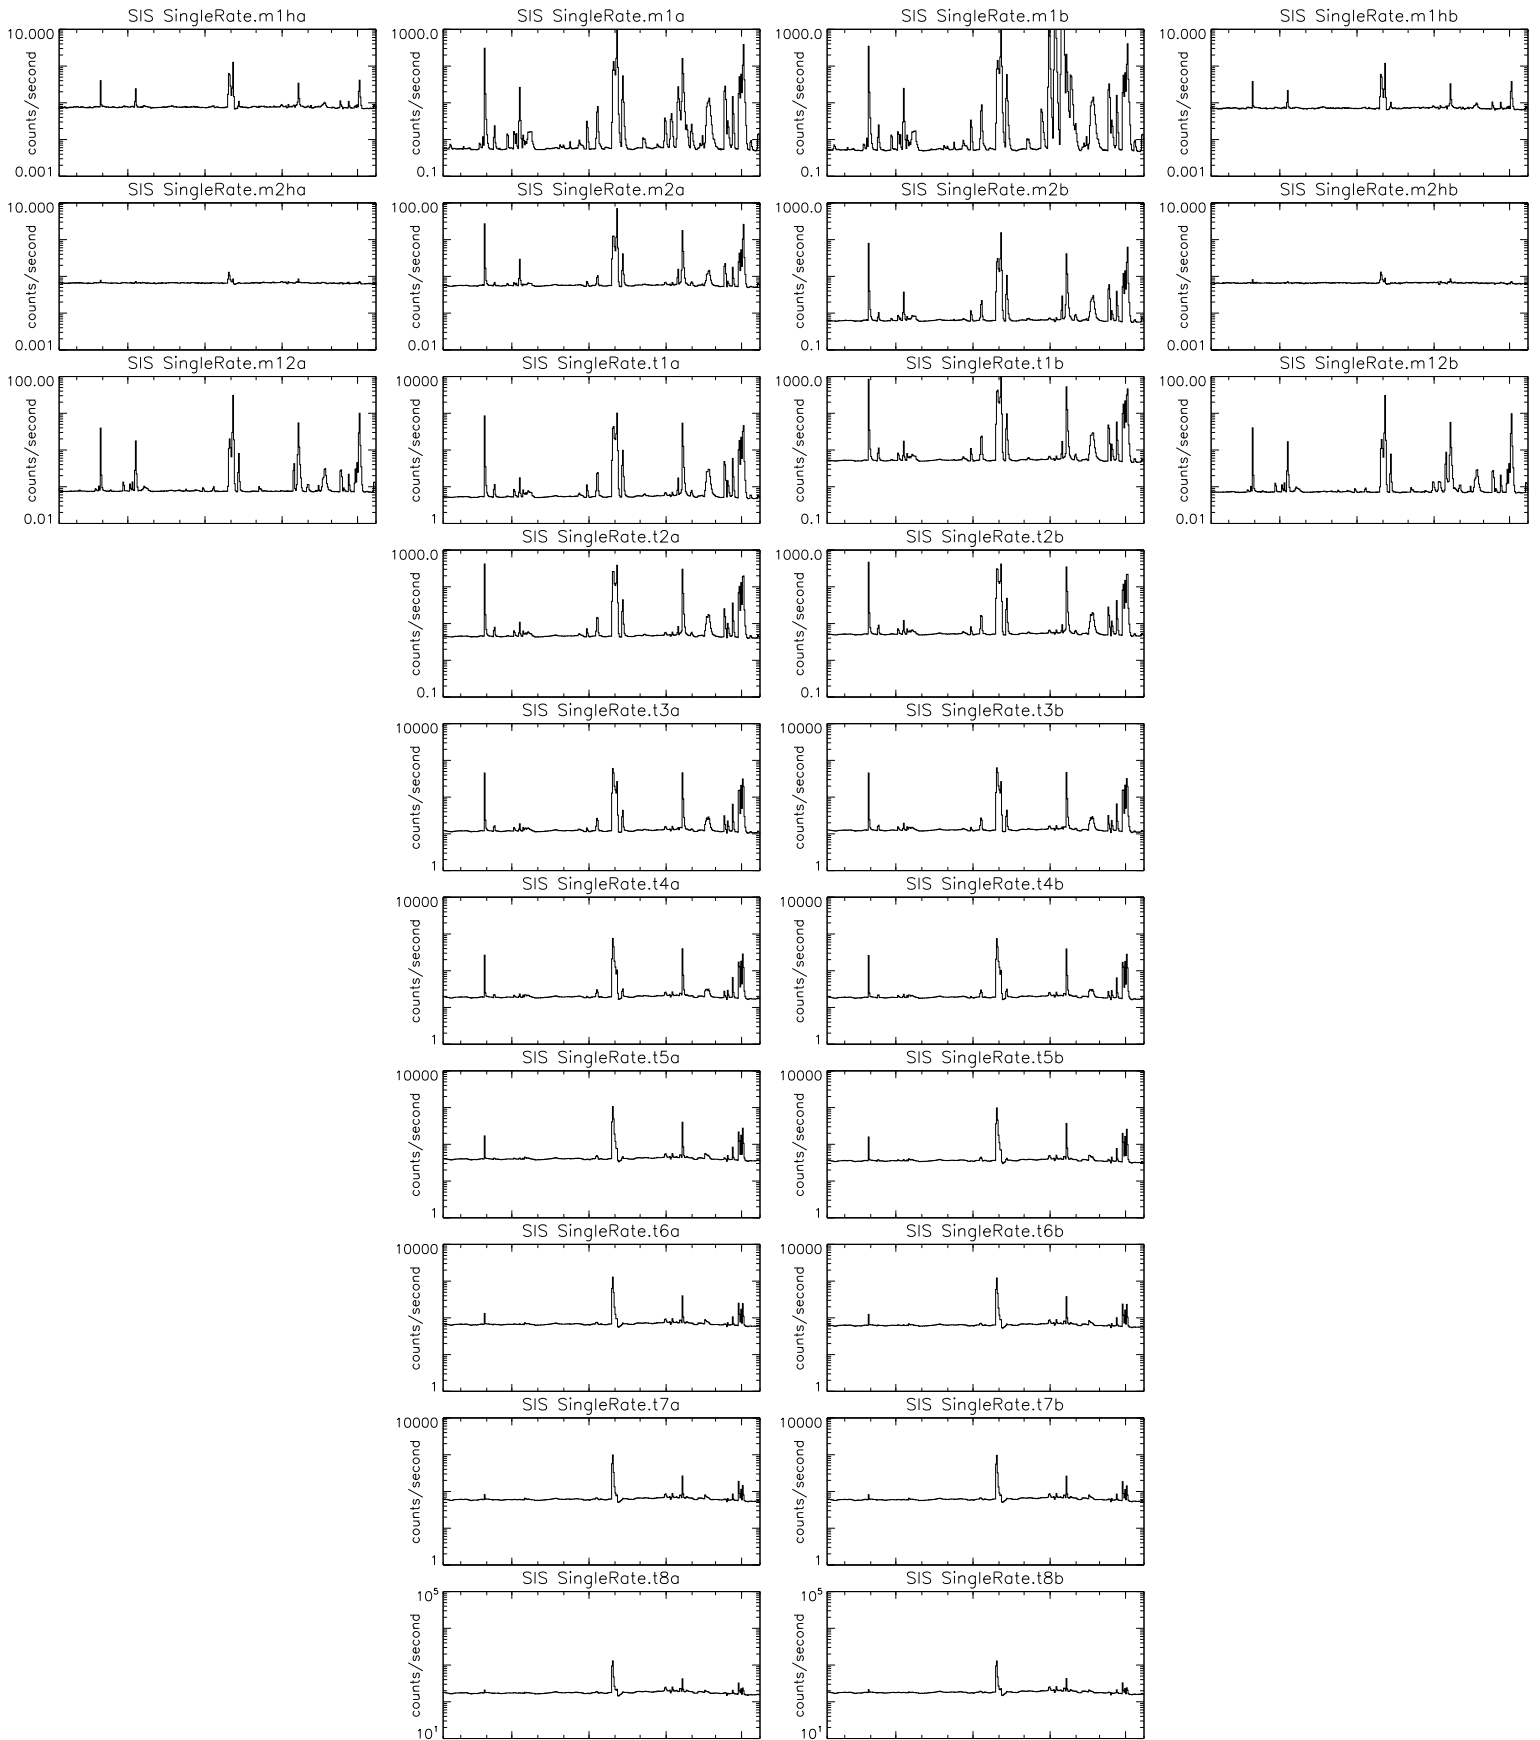 SIS SingleRate.m1ha
10.000
counts/second
0.001
SIS SingleRate.m1a
1000.0
counts/second
0.1
SIS SingleRate.m1b
1000.0
counts/second
0.1
SIS SingleRate.m1hb
10.000
counts/second
0.001
SIS SingleRate.m2ha
10.000
counts/second
0.001
SIS SingleRate.m2a
100.00
counts/second
0.01
SIS SingleRate.m2b
1000.0
counts/second
0.1
SIS SingleRate.m2hb
10.000
counts/second
0.001
SIS SingleRate.m12a
100.00
counts/second
0.01
SIS SingleRate.t1a
10000
counts/second
1
SIS SingleRate.t1b
1000.0
counts/second
0.1
SIS SingleRate.m12b
100.00
counts/second
0.01
SIS SingleRate.t2a
1000.0
counts/second
0.1
SIS SingleRate.t2b
1000.0
counts/second
0.1
SIS SingleRate.t3a
10000
counts/second
1
SIS SingleRate.t3b
10000
counts/second
1
SIS SingleRate.t4a
10000
counts/second
1
SIS SingleRate.t4b
10000
counts/second
1
SIS SingleRate.t5a
10000
counts/second
1
SIS SingleRate.t5b
10000
counts/second
1
SIS SingleRate.t6a
10000
counts/second
1
SIS SingleRate.t6b
10000
counts/second
1
SIS SingleRate.t7a
10000
counts/second
1
SIS SingleRate.t7b
10000
counts/second
1
SIS SingleRate.t8a
10⁵
counts/second
10¹
SIS SingleRate.t8b
10⁵
counts/second
10¹